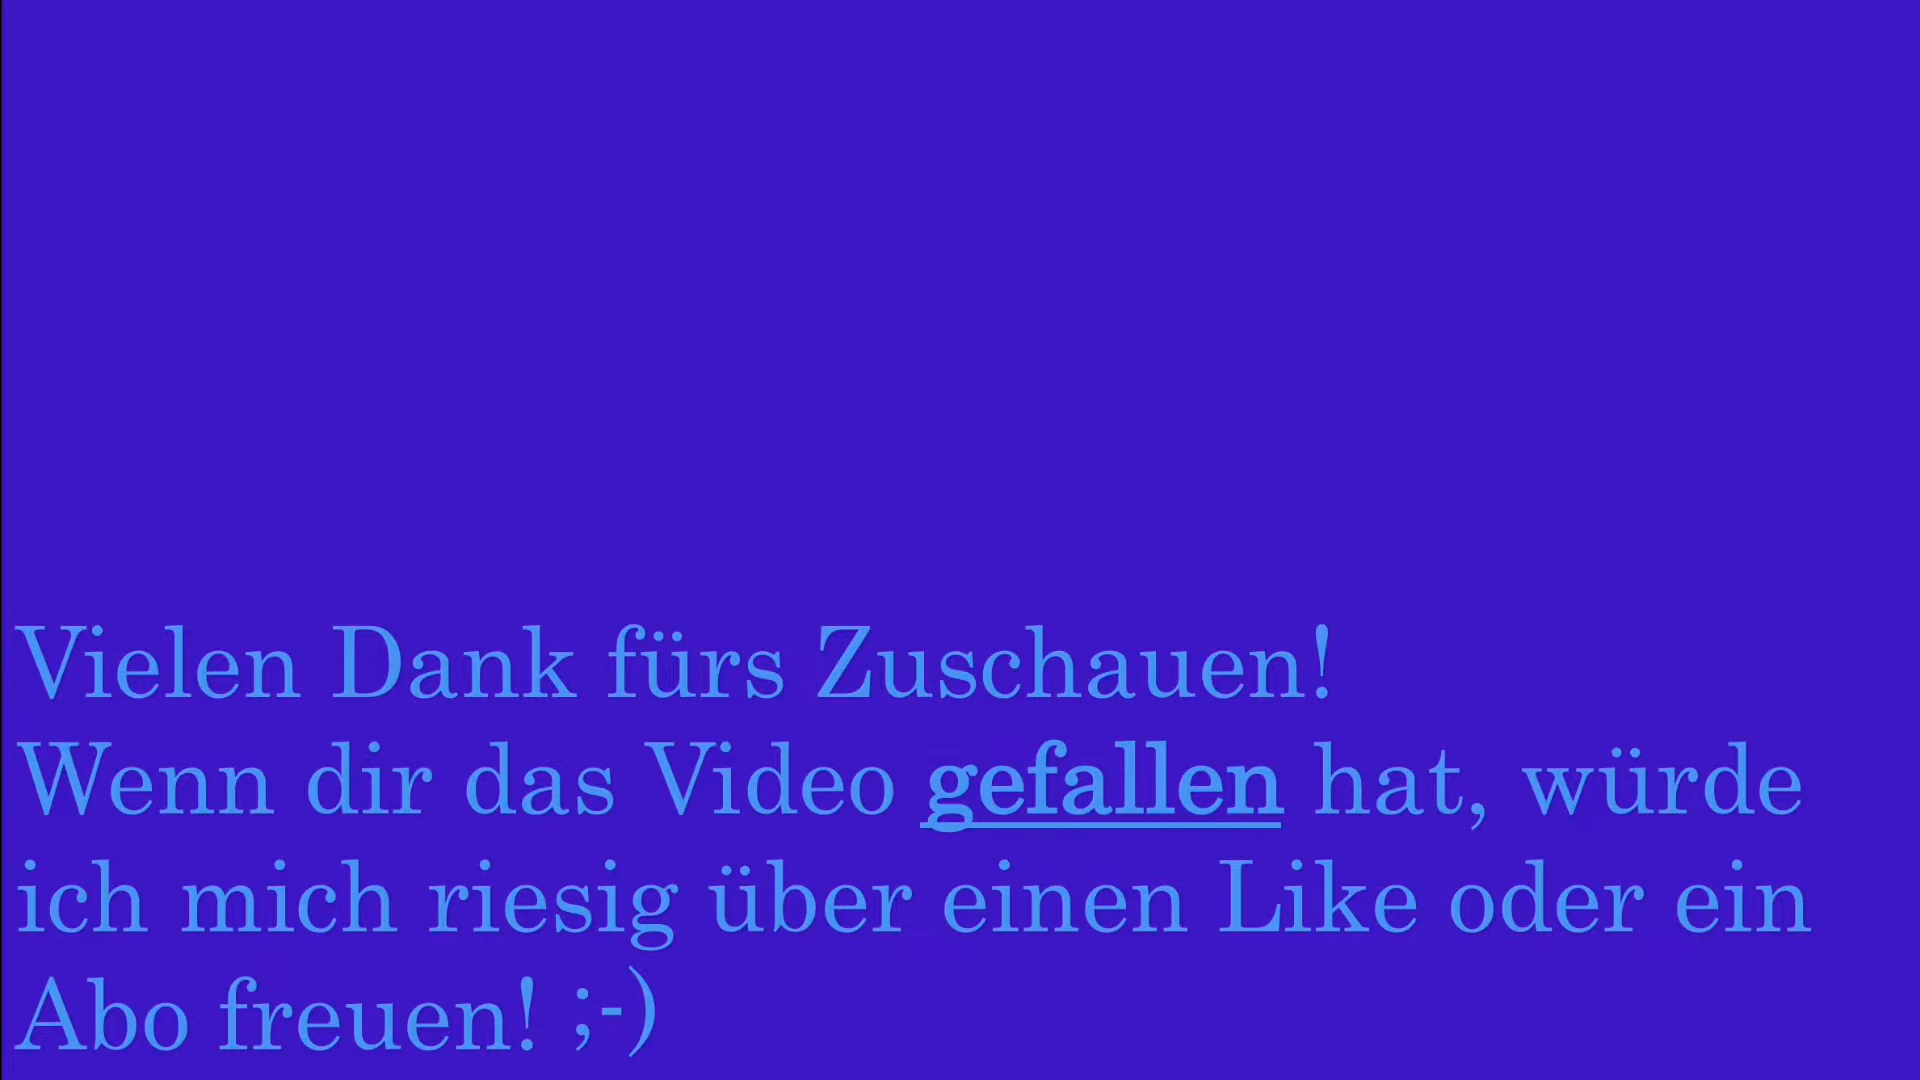 Vielen Dank fürs Zuschauen!
Wenn dir das Video gefallen hat, würde
ich mich riesig über einen Like oder ein
Abo freuen! ;-)